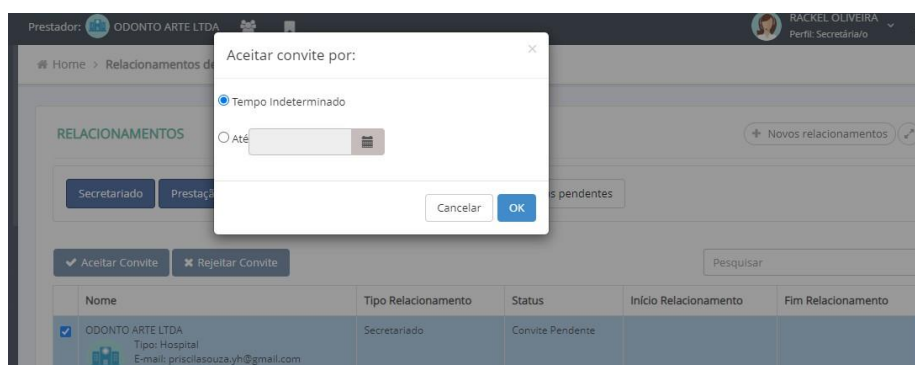 Prestador: ODONTO ARTE LTDA
RACKEL OLIVEIRA
Perfil: Secretária/o
Home > Relacionamentos de
Aceitar convite por:
×
Tempo Indeterminado
Até
Cancelar
OK
RELACIONAMENTOS
+ Novos relacionamentos
Secretariado
pendentes
Aceitar Convite
Rejeitar Convite
Pesquisar
Nome Tipo Relacionamento Status Início Relacionamento Fim Relacionamento
ODONTO ARTE LTDA Secretariado Convite Pendente
Tipo: Hospital
E-mail: priscilasouza.yh@gmail.com